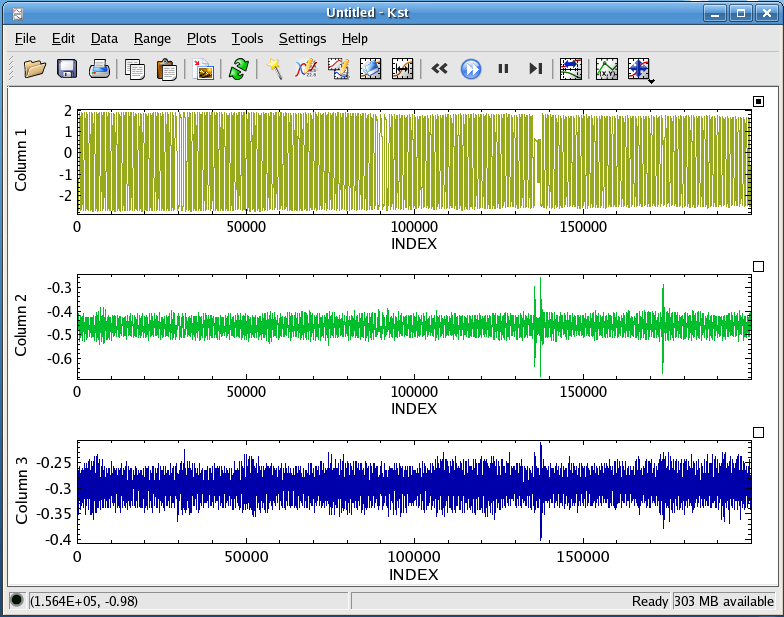 Untitled - Kst
File Edit Data Range Plots Tools Settings Help
Column 1
2
1
0
-1
-2
0 50000 100000 150000
INDEX
Column 2
-0.3
-0.4
-0.5
-0.6
0 50000 100000 150000
INDEX
Column 3
-0.25
-0.3
-0.35
-0.4
0 50000 100000 150000
INDEX
(1.564E+05, -0.98) Ready 303 MB available